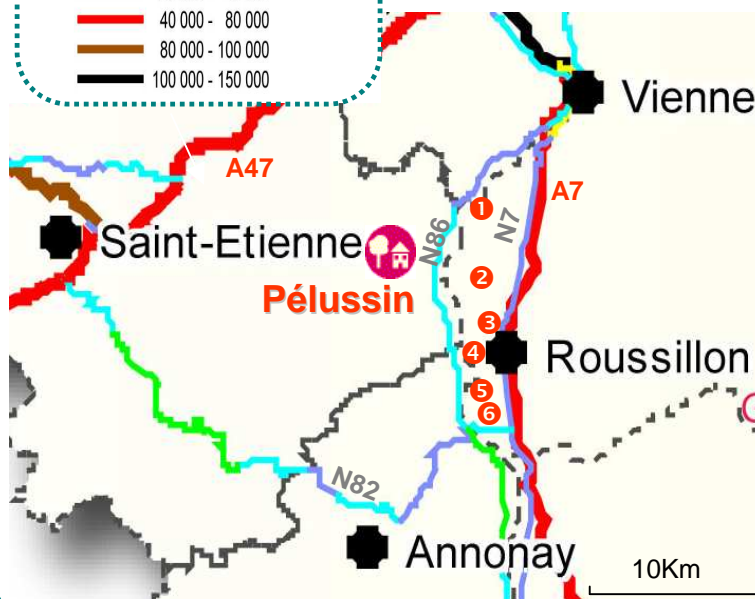 40 000 - 80 000
80 000 - 100 000
100 000 - 150 000
Vienne
A47
A7
1
N7
N86
Saint-Etienne
2
Pélussin
3
4
Roussillon
5
6
N82
Annonay
10Km